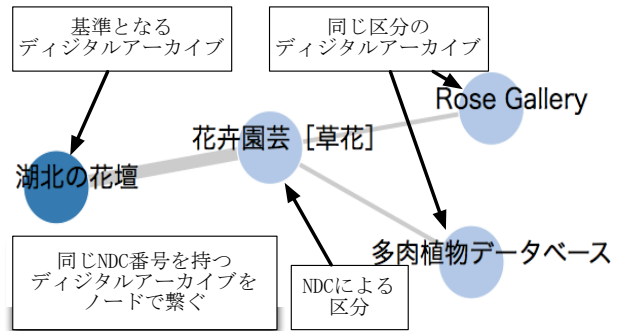 基準となる
ディジタルアーカイブ
同じ区分の
ディジタルアーカイブ
Rose Gallery
花卉園芸［草花］
湖北の花壇
多肉植物データベース
同じNDC番号を持つ
ディジタルアーカイブを
ノードで繋ぐ
NDCによる
区分